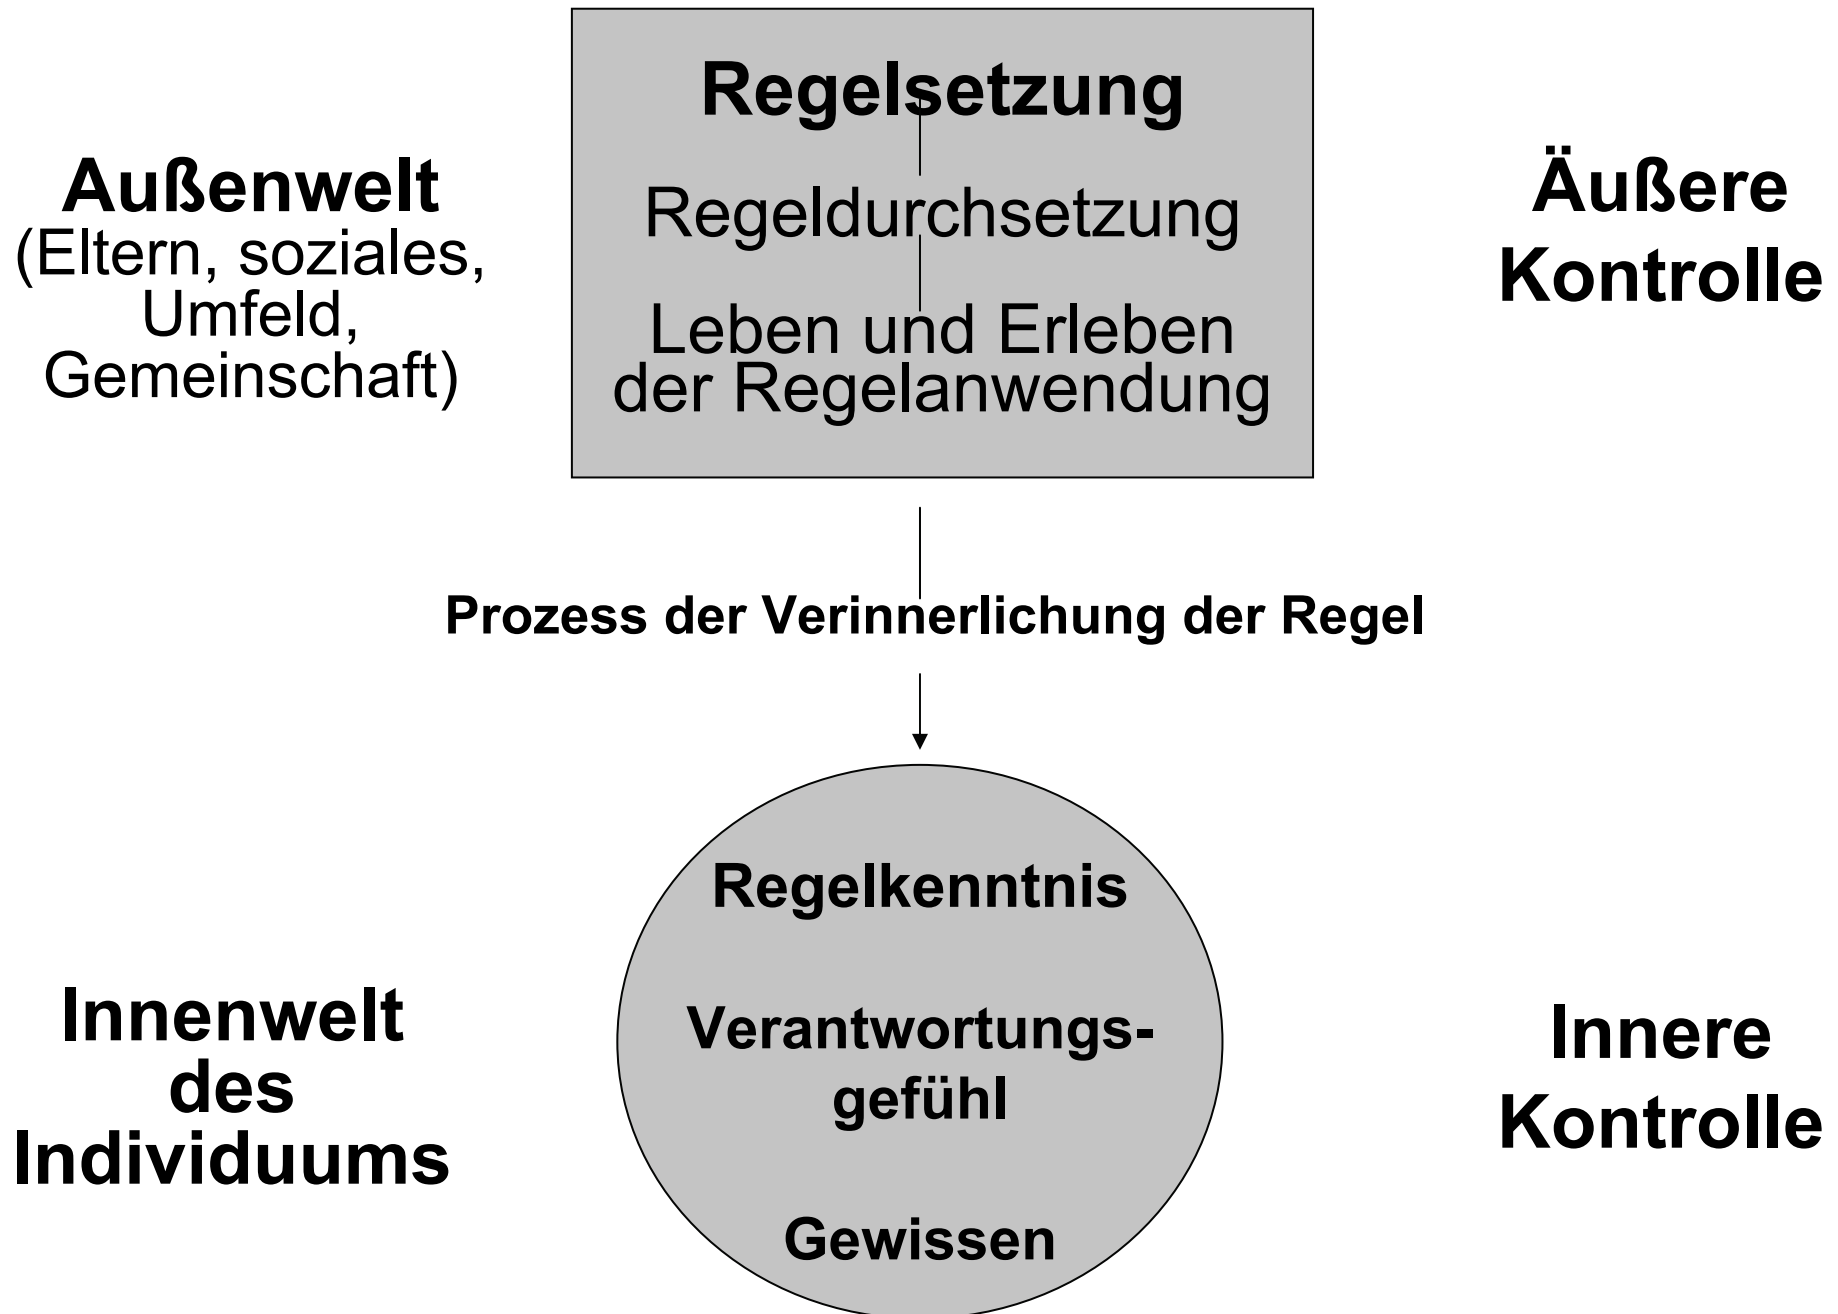 Regelsetzung
Regeldurchsetzung
Leben und Erleben
der Regelanwendung
Außenwelt
(Eltern, soziales,
Umfeld,
Gemeinschaft)
Äußere
Kontrolle
Prozess der Verinnerlichung der Regel
Regelkenntnis
Verantwortungs-
gefühl
Gewissen
Innenwelt
des
Individuums
Innere
Kontrolle